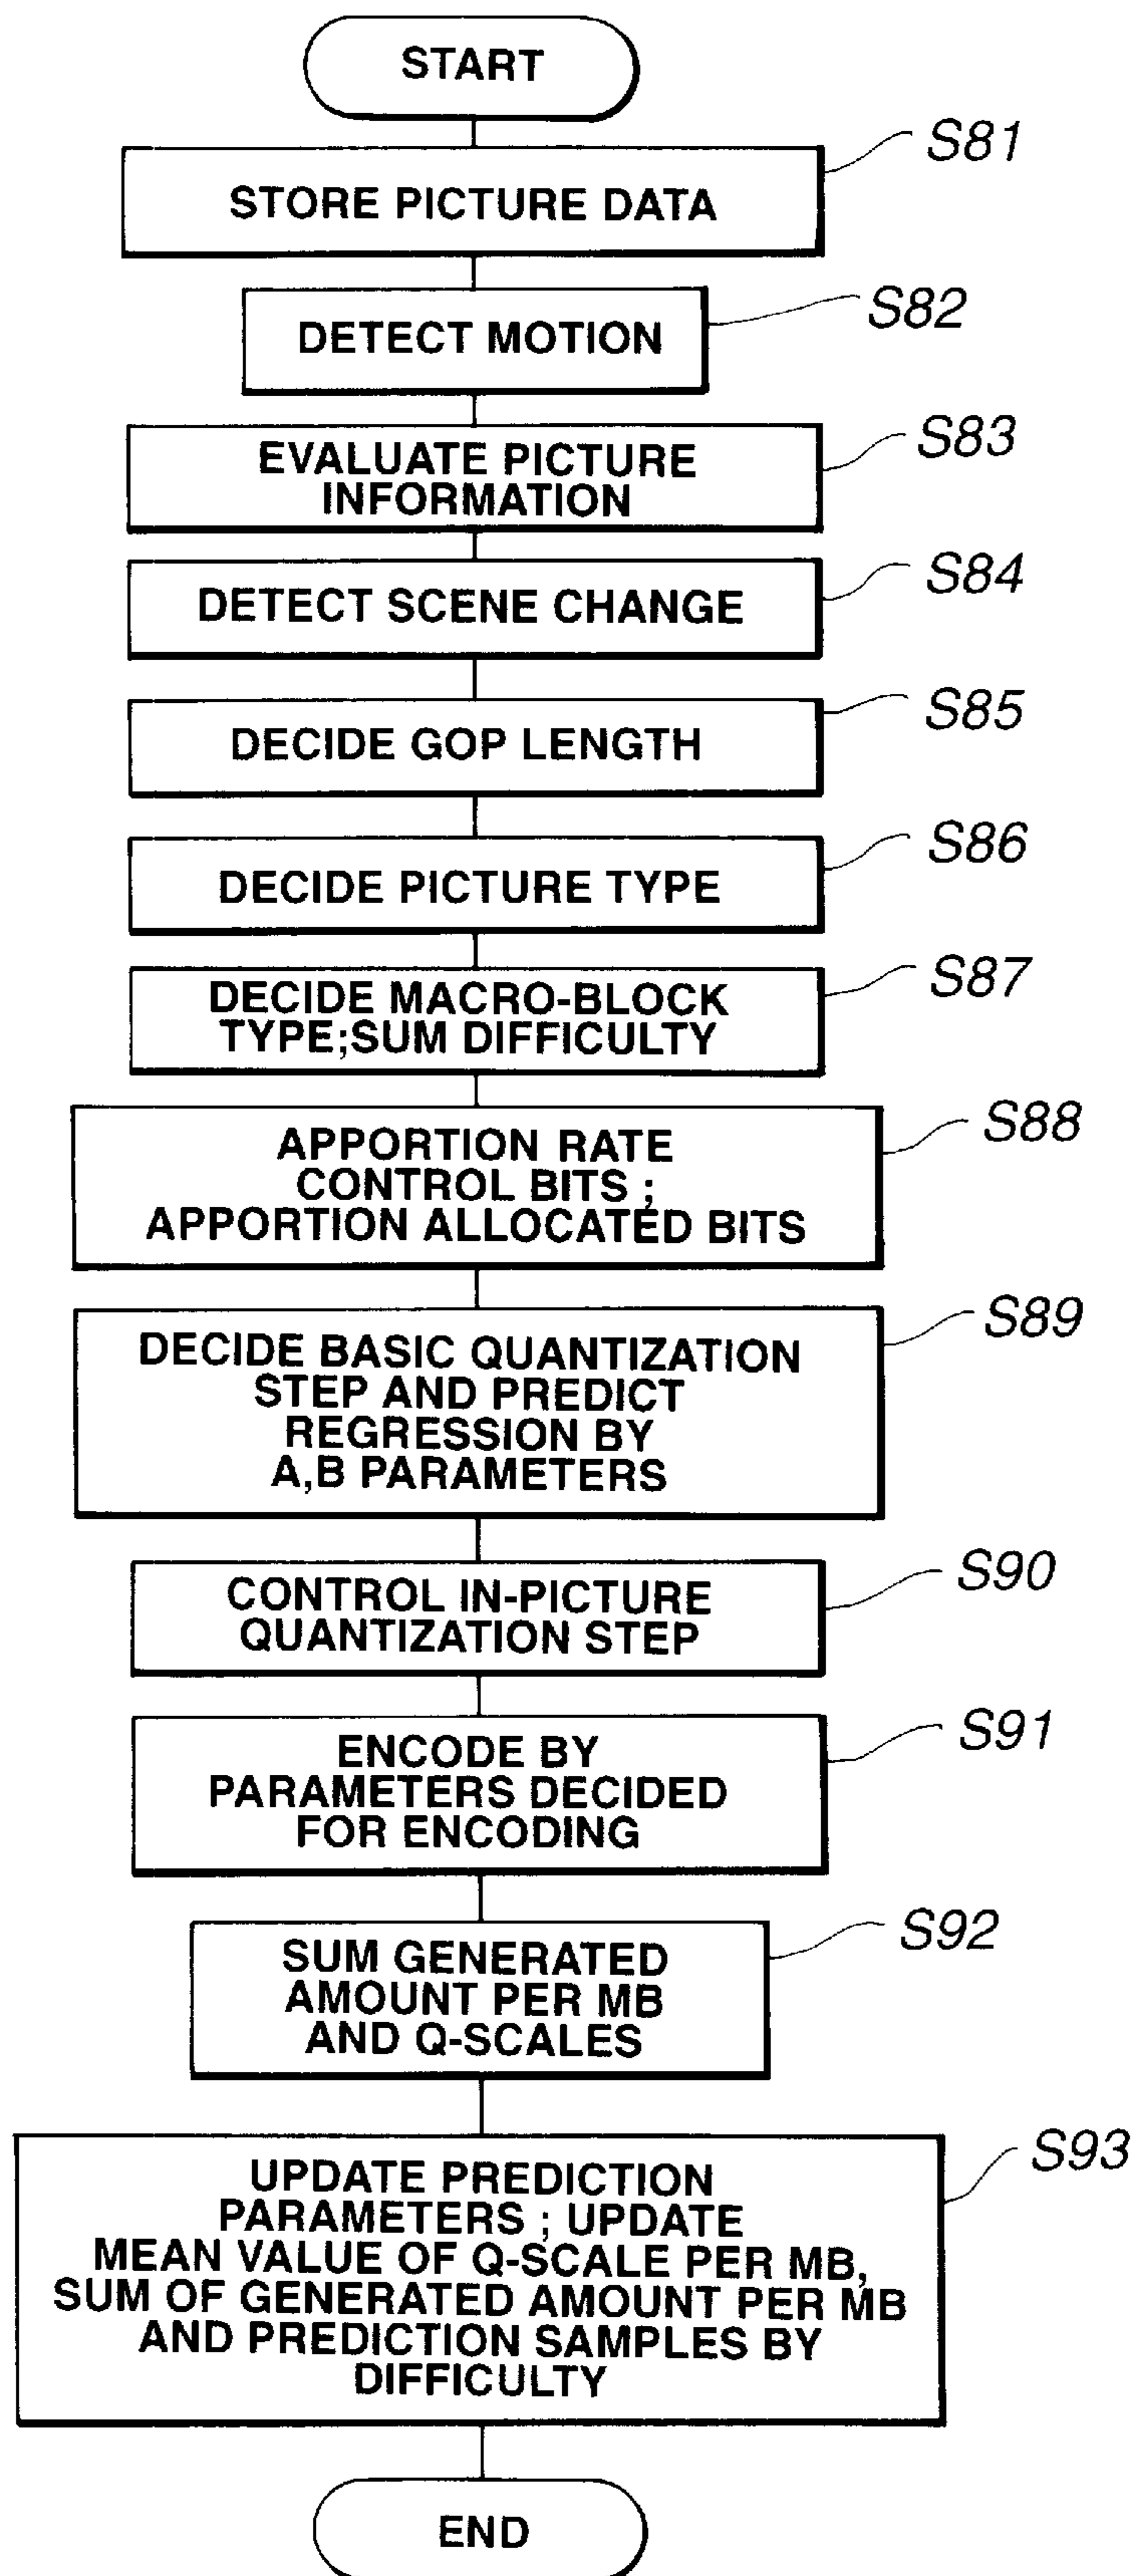 START
S81
STORE PICTURE DATA
S82
DETECT MOTION
S83
EVALUATE PICTURE
INFORMATION
S84
DETECT SCENE CHANGE
S85
DECIDE GOP LENGTH
S86
DECIDE PICTURE TYPE
S87
DECIDE MACRO-BLOCK
TYPE;SUM DIFFICULTY
S88
APPORTION RATE
CONTROL BITS ;
APPORTION ALLOCATED BITS
S89
DECIDE BASIC QUANTIZATION
STEP AND PREDICT
REGRESSION BY
A,B PARAMETERS
S90
CONTROL IN-PICTURE
QUANTIZATION STEP
S91
ENCODE BY
PARAMETERS DECIDED
FOR ENCODING
S92
SUM GENERATED
AMOUNT PER MB
AND Q-SCALES
S93
UPDATE PREDICTION
PARAMETERS ; UPDATE
MEAN VALUE OF Q-SCALE PER MB,
SUM OF GENERATED AMOUNT PER MB
AND PREDICTION SAMPLES BY
DIFFICULTY
END